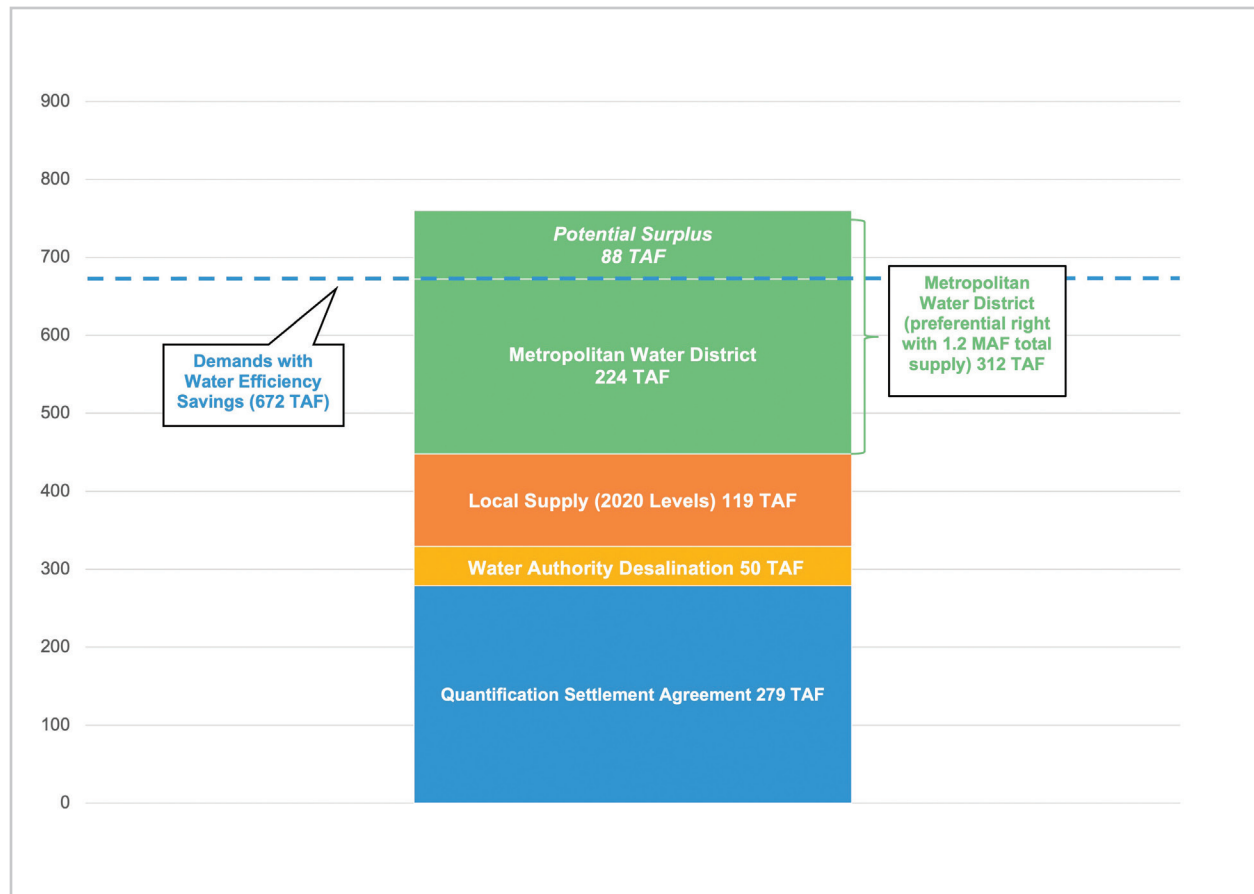 900
800
700
600
500
400
300
200
100
0
Potential Surplus
88 TAF
Metropolitan Water District
224 TAF
Local Supply (2020 Levels) 119 TAF
Water Authority Desalination 50 TAF
Quantification Settlement Agreement 279 TAF
Demands with
Water Efficiency
Savings (672 TAF)
Metropolitan
Water District
(preferential right
with 1.2 MAF total
supply) 312 TAF